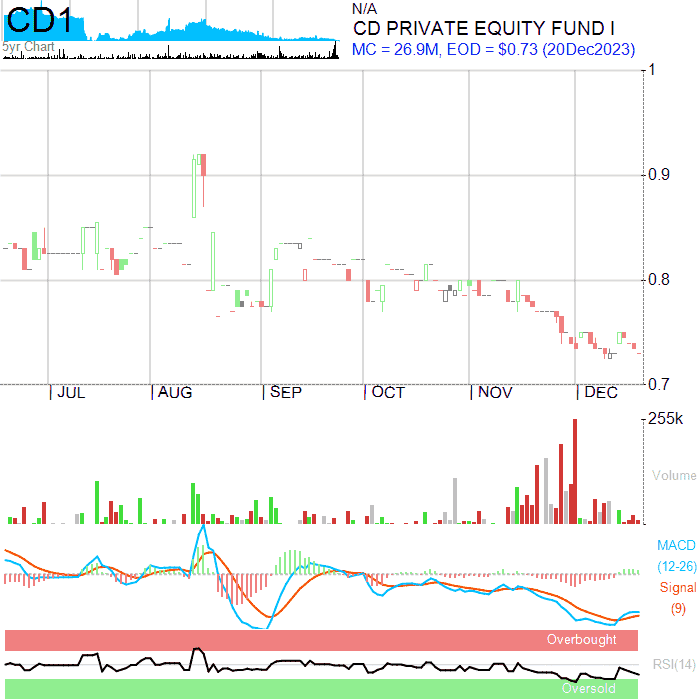 CD1
5yr Chart
N/A
CD PRIVATE EQUITY FUND I
MC = 26.9M, EOD = $0.73 (20Dec2023)
1
0.9
0.8
0.7
JUL AUG SEP OCT NOV DEC
255k
Volume
MACD
(12-26)
Signal
(9)
Overbought
RSI(14)
Oversold